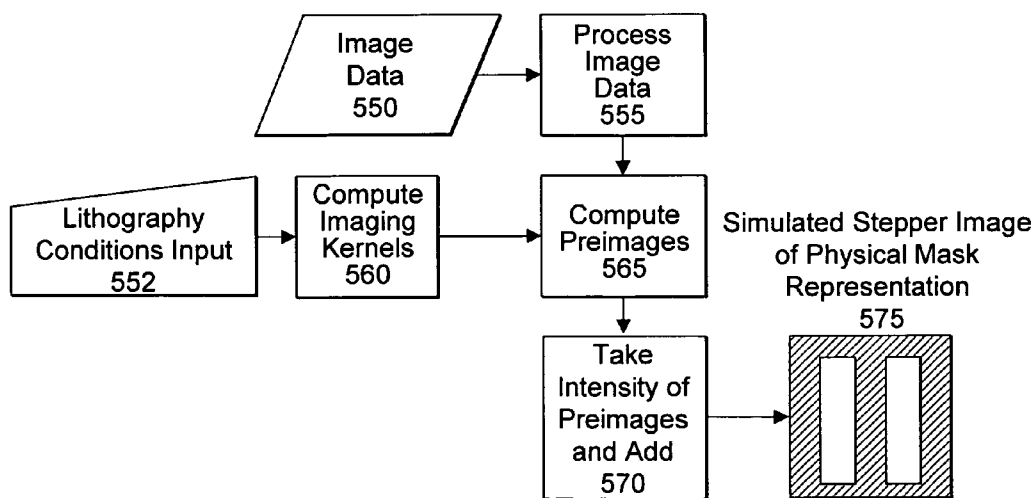 Image
Data
550
Process
Image
Data
555
Lithography
Conditions Input
552
Compute
Imaging
Kernels
560
Compute
Preimages
565
Simulated Stepper Image
of Physical Mask
Representation
575
Take
Intensity of
Preimages
and Add
570